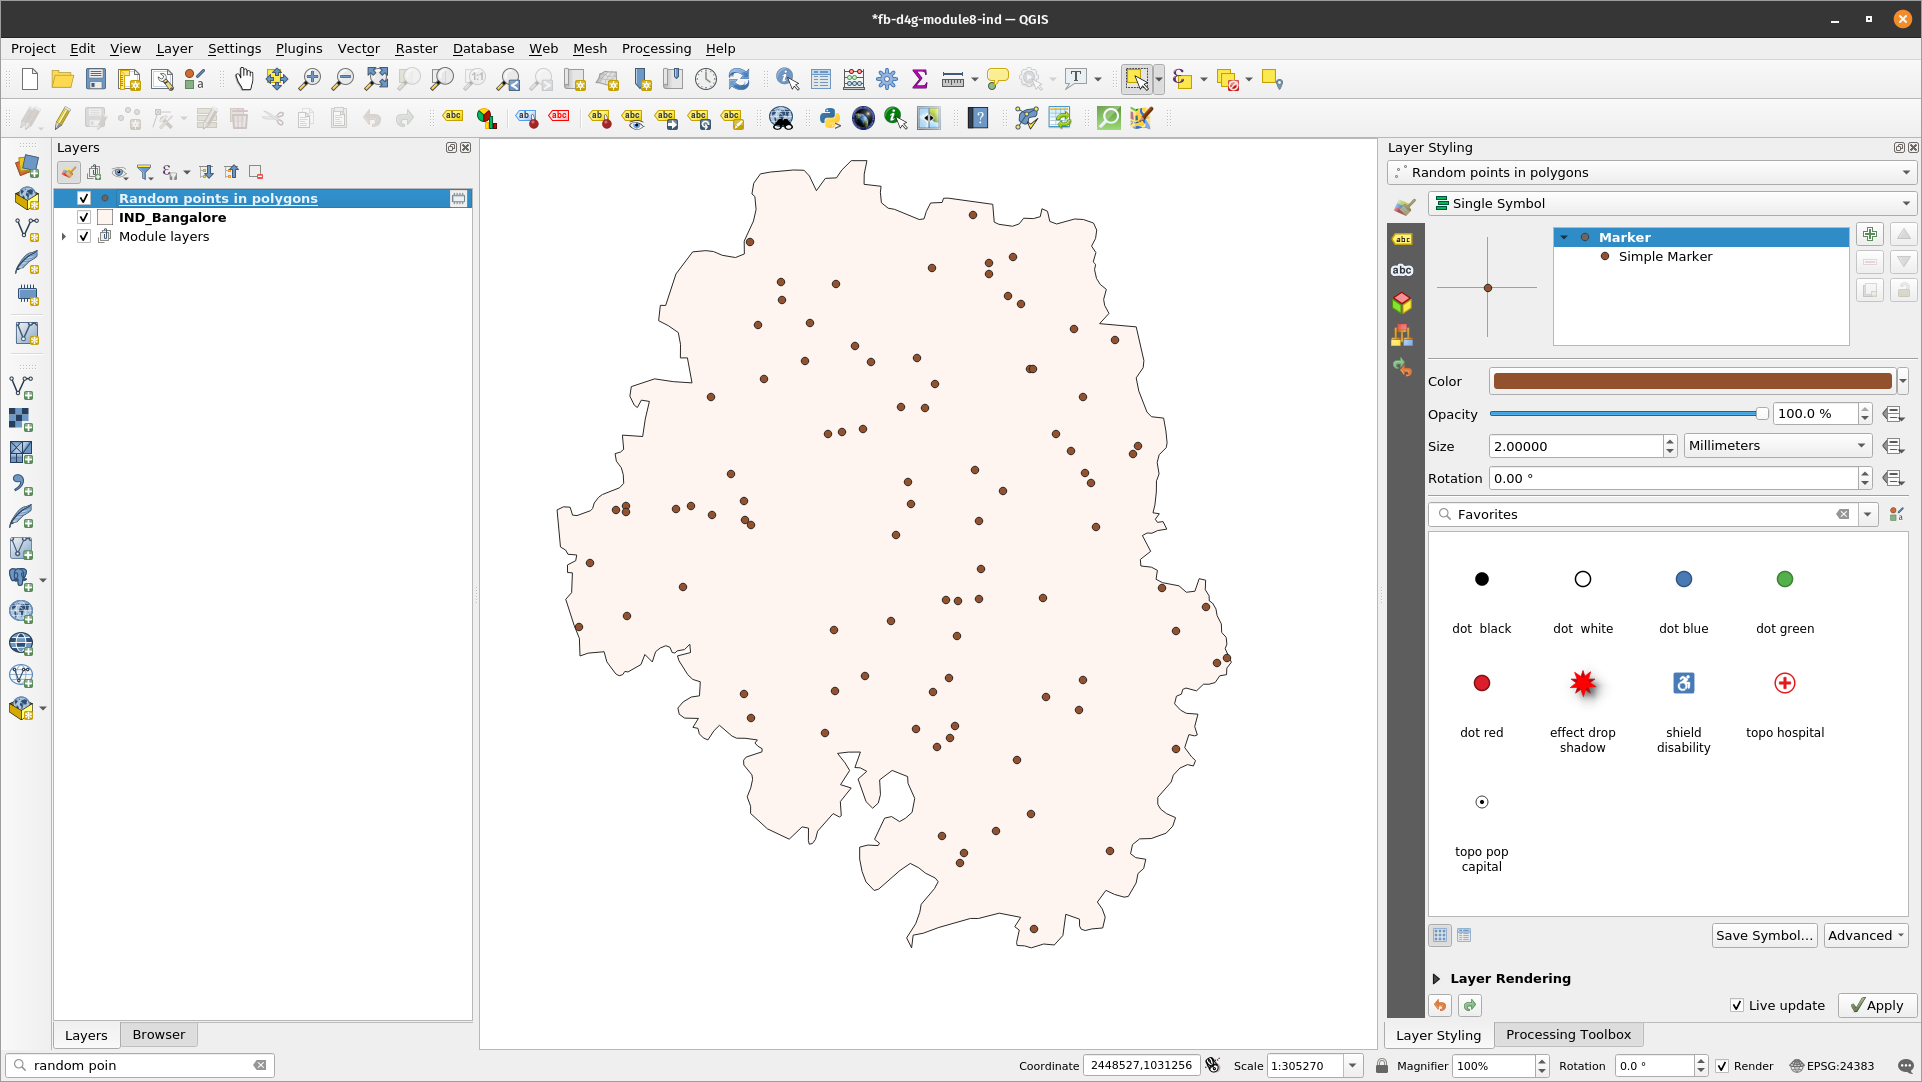 *fb-d4g-module8-ind — QGIS
Project Edit View Layer Settings Plugins Vector Raster Database Web Mesh Processing Help
Layers
Random points in polygons
IND_Bangalore
Module layers
Layers Browser
random poin
Layer Styling
Random points in polygons
Single Symbol
Marker
Simple Marker
Color
Opacity 100.0 %
Size 2.00000 Millimeters
Rotation 0.00 °
Favorites
dot black dot white dot blue dot green
dot red effect drop shadow shield disability topo hospital
topo pop capital
Save Symbol... Advanced
Layer Rendering
Live update Apply
Layer Styling Processing Toolbox
Coordinate 2448527,1031256 Scale 1:305270 Magnifier 100% Rotation 0.0 ° Render EPSG:24383